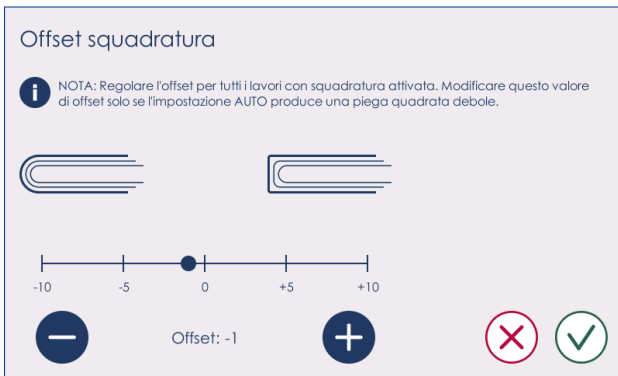 Offset squadratura
NOTA: Regolare l'offset per tutti i lavori con squadratura attivata. Modificare questo valore
di offset solo se l'impostazione AUTO produce una piega quadrata debole.
-10 -5 0 +5 +10
Offset: -1